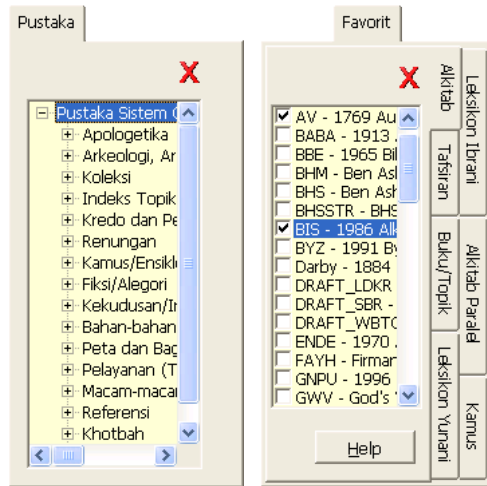 Pustaka
Pustaka Sistem
Apologetika
Arkeologi, Ar
Koleksi
Indeks Topik
Kredo dan Pe
Renungan
Kamus/Ensikl
Fiksi/Alegori
Kekudusan/I
Bahan-bahan
Peta dan Bag
Pelayanan (T
Macam-macar
Referensi
Khotbah
Favorit
AV - 1769 Au
BABA - 1913
BBE - 1965 Bil
BHM - Ben Asl
BHS - Ben Ash
BHSSTR - BHS
BIS - 1986 Alk
BYZ - 1991 By
Darby - 1884
DRAFT_LDKR
DRAFT_SBR -
DRAFT_WBTC
ENDE - 1970
FAYH - Firmar
GNPU - 1996
GWV - God's
Help
Alkitab
Tafsiran
Buku/Topik
Leksikon Yunani
Leksikon Ibrani
Alkitab Paralel
Kamus